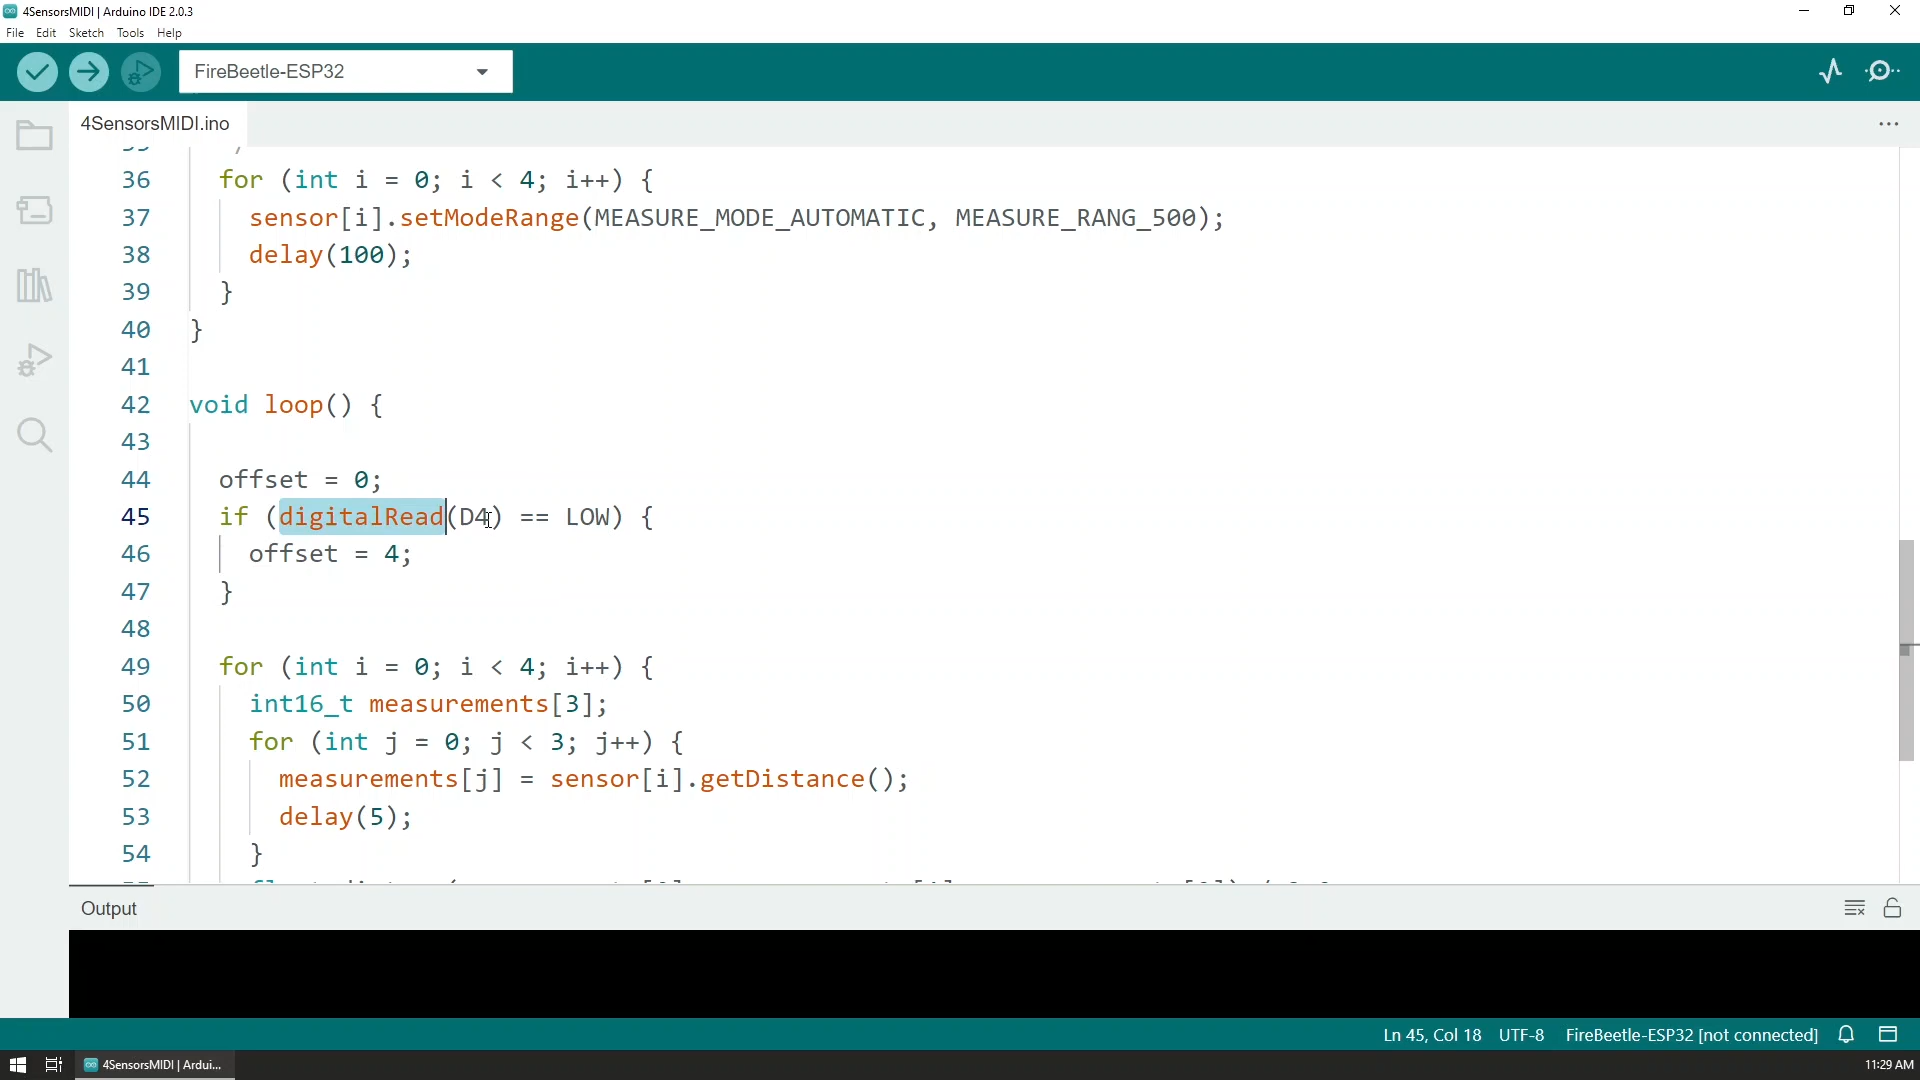 4SensorsMIDI | Arduino IDE 2.0.3
File Edit Sketch Tools Help
FireBeetle-ESP32
4SensorsMIDI.ino
36 for (int i = 0; i < 4; i++) {
37 sensor[i].setModeRange(MEASURE_MODE_AUTOMATIC, MEASURE_RANG_500);
38 delay(100);
39 }
40 }
41
42 void loop() {
43
44 offset = 0;
45 if (digitalRead(D4) == LOW) {
46 offset = 4;
47 }
48
49 for (int i = 0; i < 4; i++) {
50 int16_t measurements[3];
51 for (int j = 0; j < 3; j++) {
52 measurements[j] = sensor[i].getDistance();
53 delay(5);
54 }
Output
Ln 45, Col 18 UTF-8 FireBeetle-ESP32 [not connected]
4SensorsMIDI | Ardui... 11:29 AM